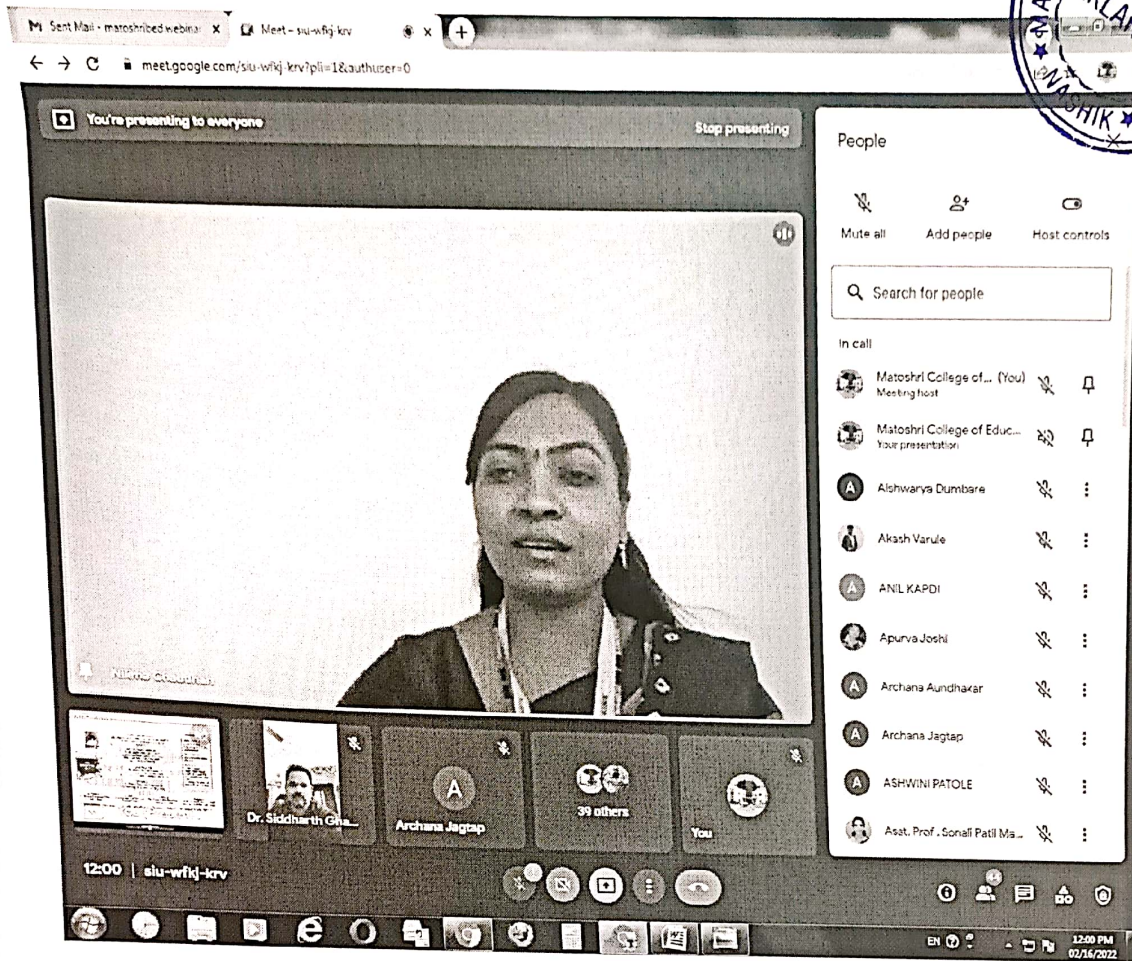 Sent Mail - matoshribed webinar
Meet - siu-wfkj-krv
meet.google.com/siu-wfkj-krv?pli=1&authuser=0
NASHIK
You're presenting to everyone
Stop presenting
People
Mute all
Add people
Host controls
Search for people
In call
Matoshri College of... (You)
Meeting host
Matoshri College of Educ...
Your presentation
Aishwarya Dumbare
Akash Varule
ANIL KAPDI
Apurva Joshi
Archana Aundhakar
Archana Jagtap
ASHWINI PATOLE
Asst. Prof. Sonali Patil Ma...
Dr. Siddharth Gha...
A
Archana Jagtap
39 others
You
12:00 | siu-wfkj-krv
EN
12:00 PM
02/16/2022